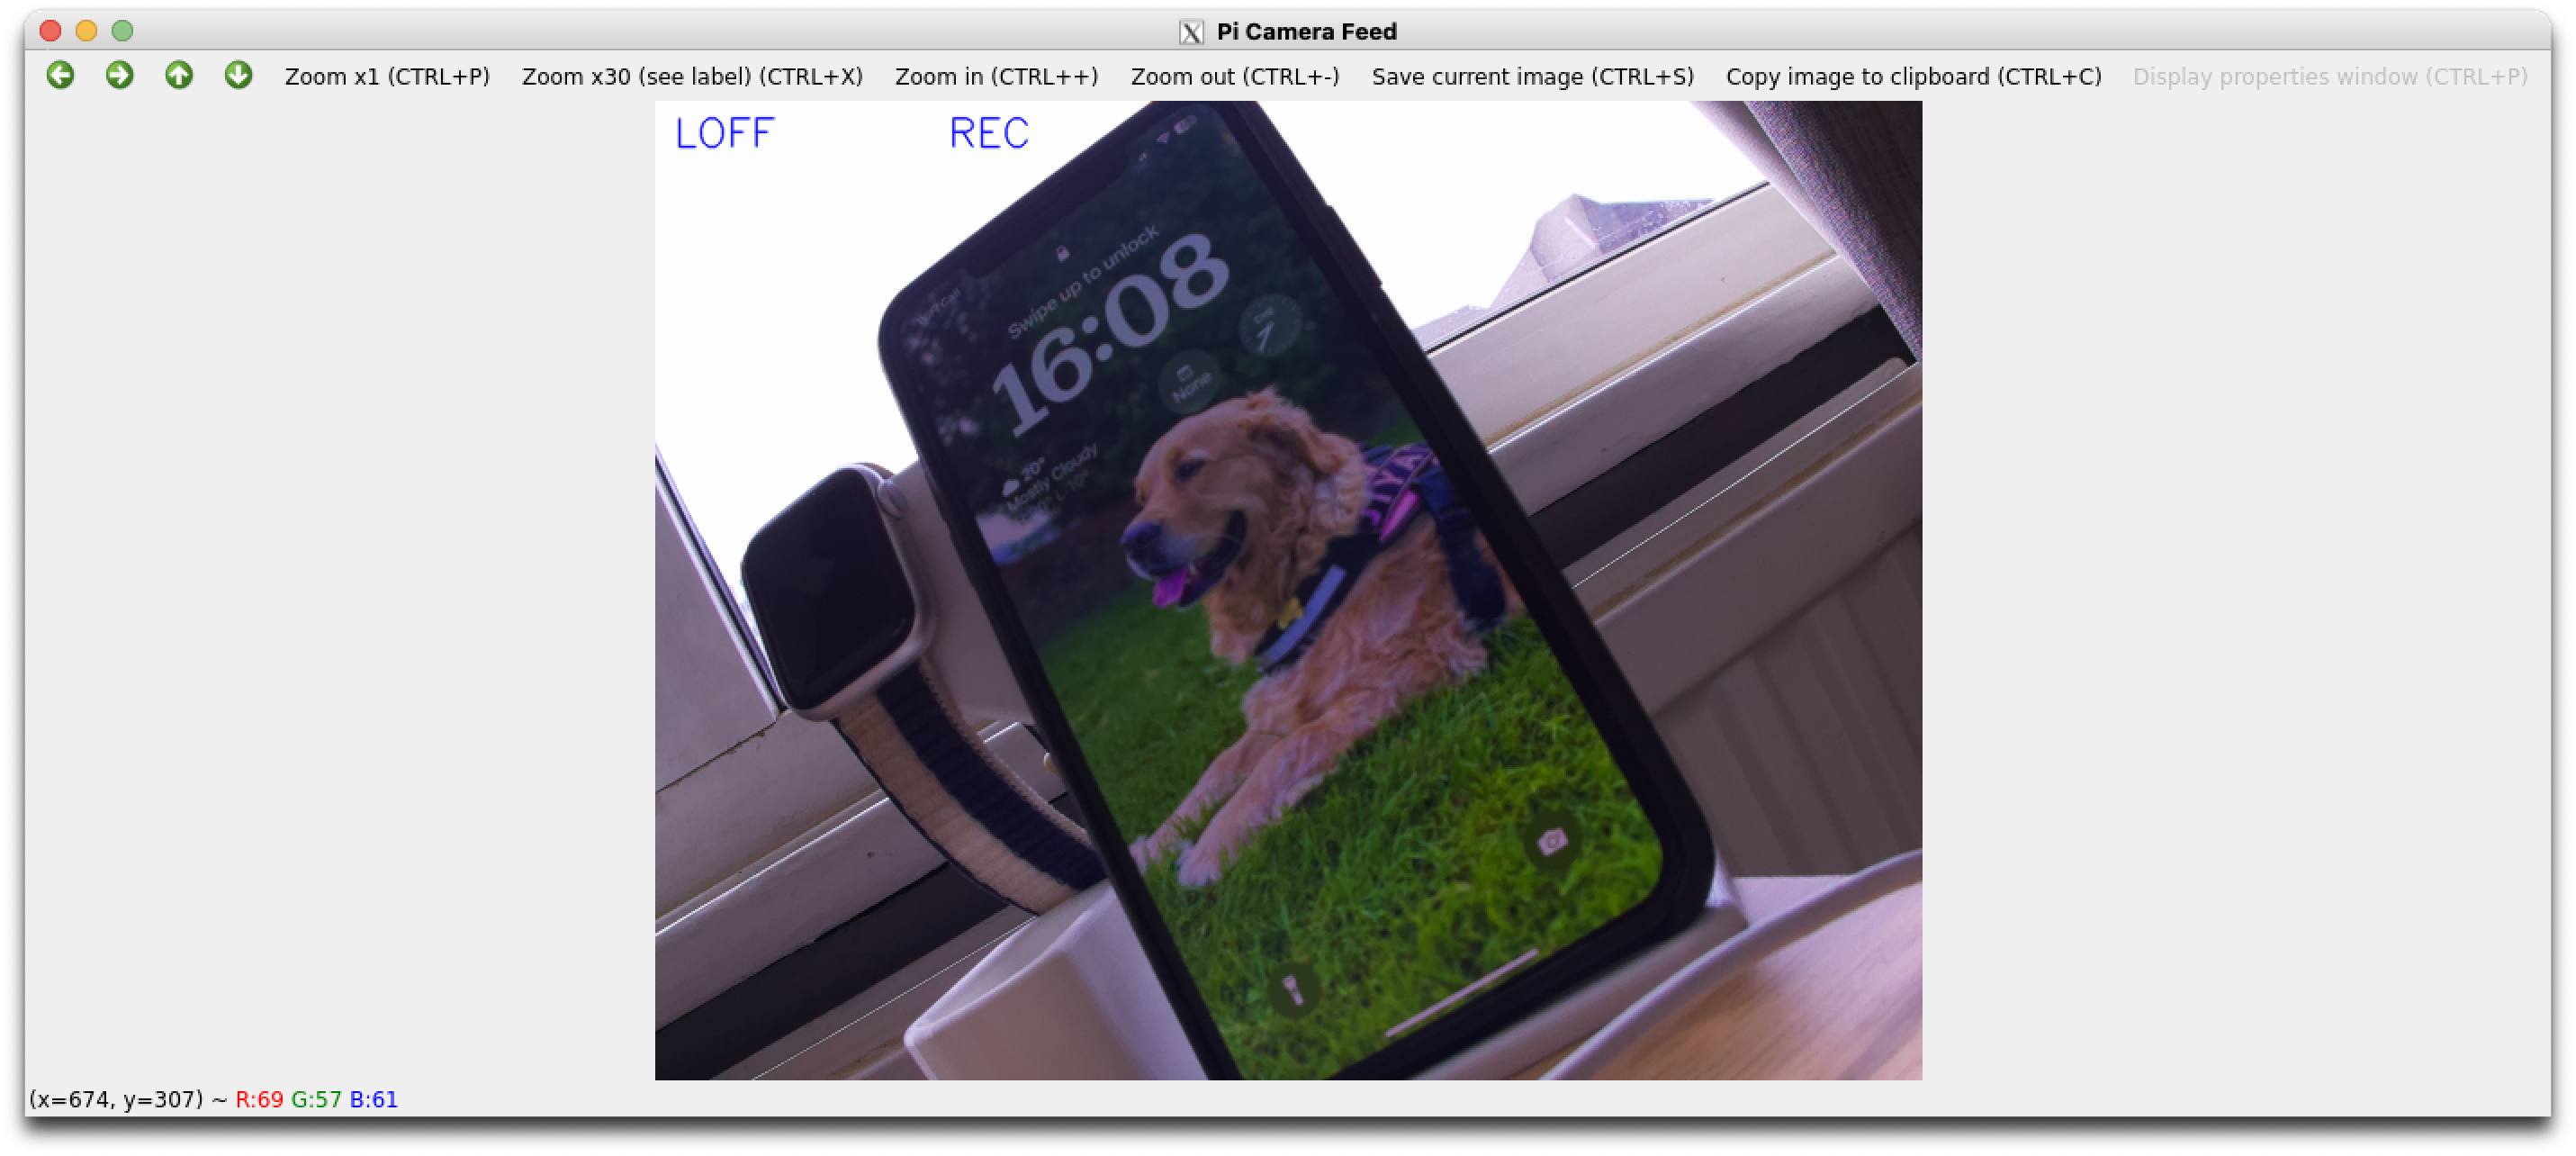 Pi Camera Feed
Zoom x1 (CTRL+P) Zoom x30 (see label) (CTRL+X) Zoom in (CTRL++) Zoom out (CTRL+-) Save current image (CTRL+S) Copy image to clipboard (CTRL+C) Display properties window (CTRL+P)
LOFF REC
Swipe up to unlock
16:08
None
20°
Mostly Cloudy
(x=674, y=307) ~ R:69 G:57 B:61